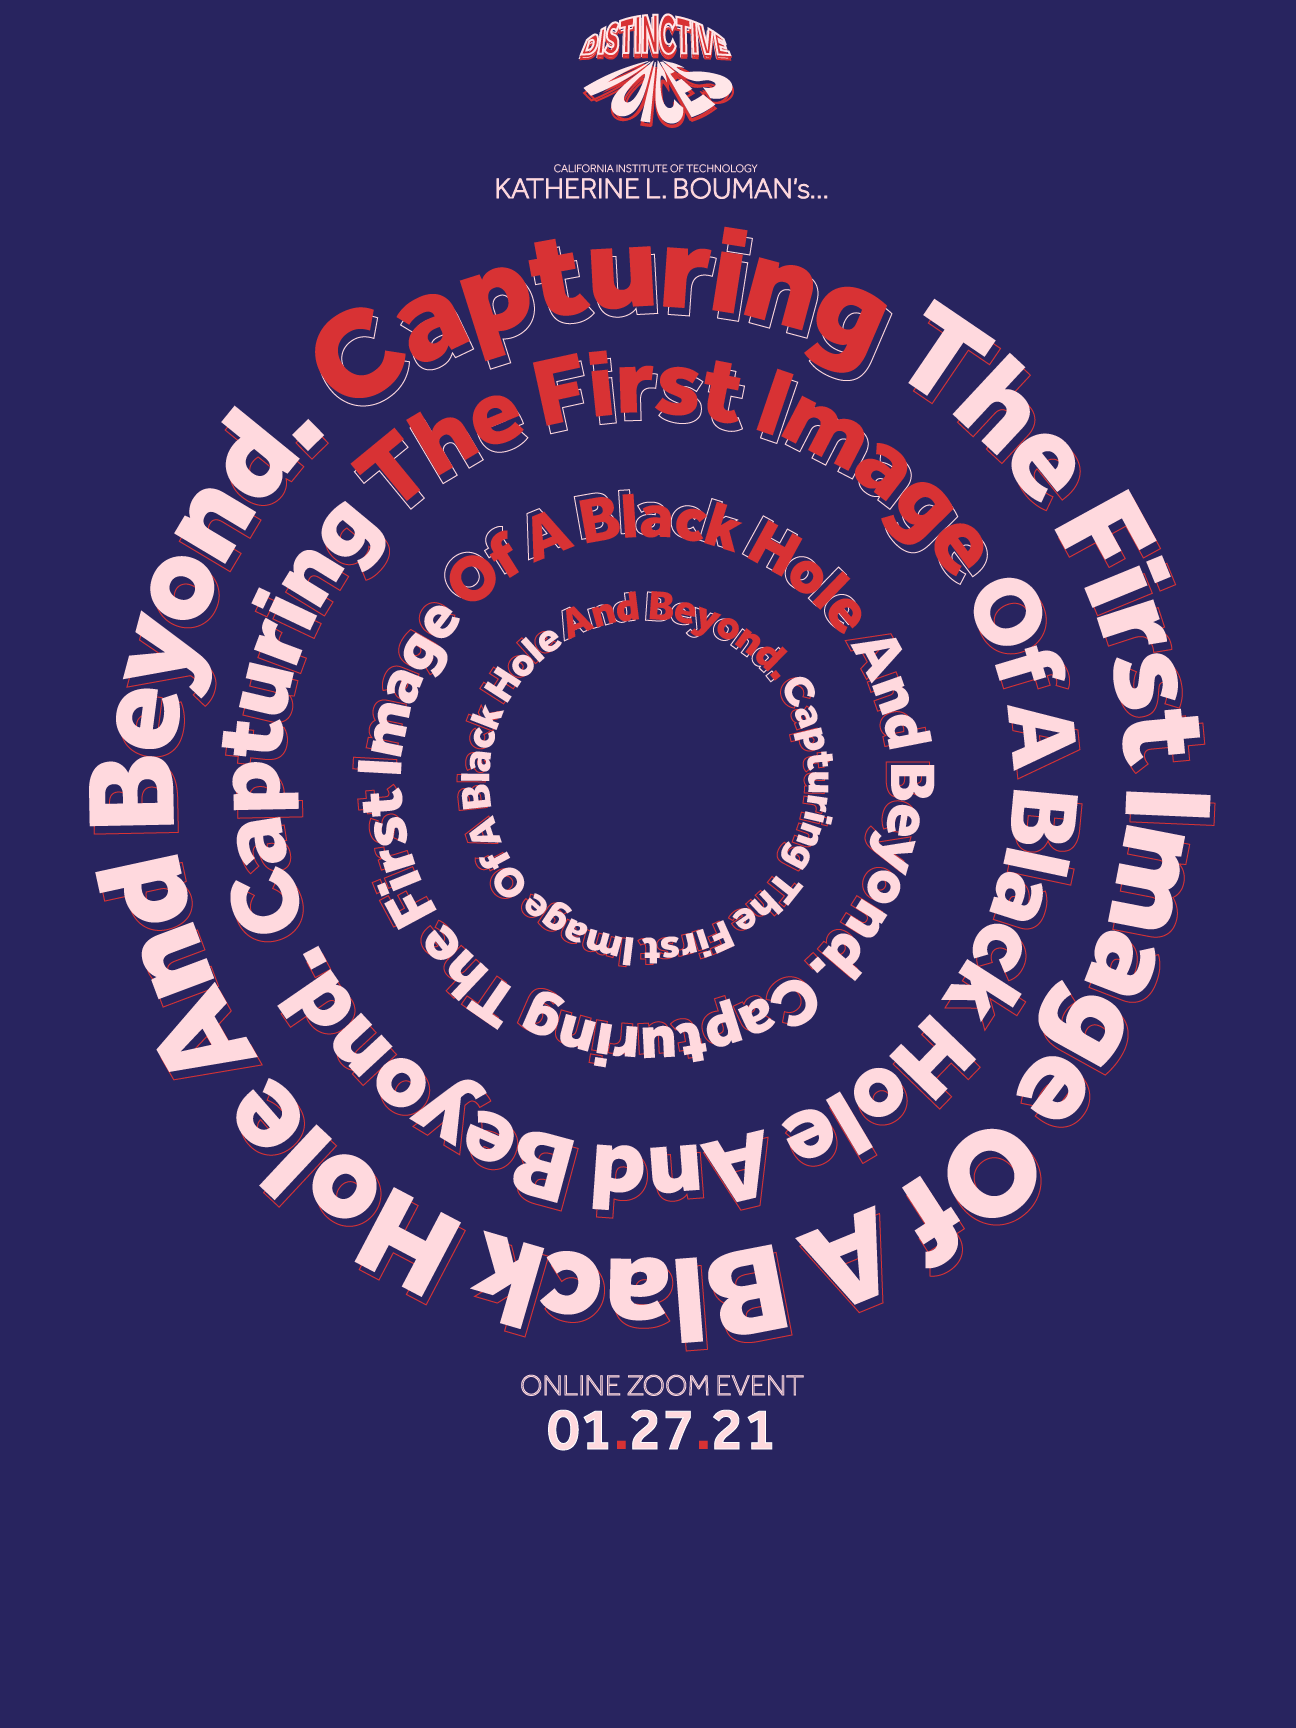 DISTINCTIVE
VOICES
CALIFORNIA INSTITUTE OF TECHNOLOGY
KATHERINE L. BOUMAN's...
Capturing The First Image Of A Black Hole And Beyond.
The First Image Of A Black Hole And Beyond. Capturing
Of A Black Hole And Beyond. Capturing The First Image
And Beyond. Capturing The First Image Of A Black Hole
ONLINE ZOOM EVENT
01.27.21